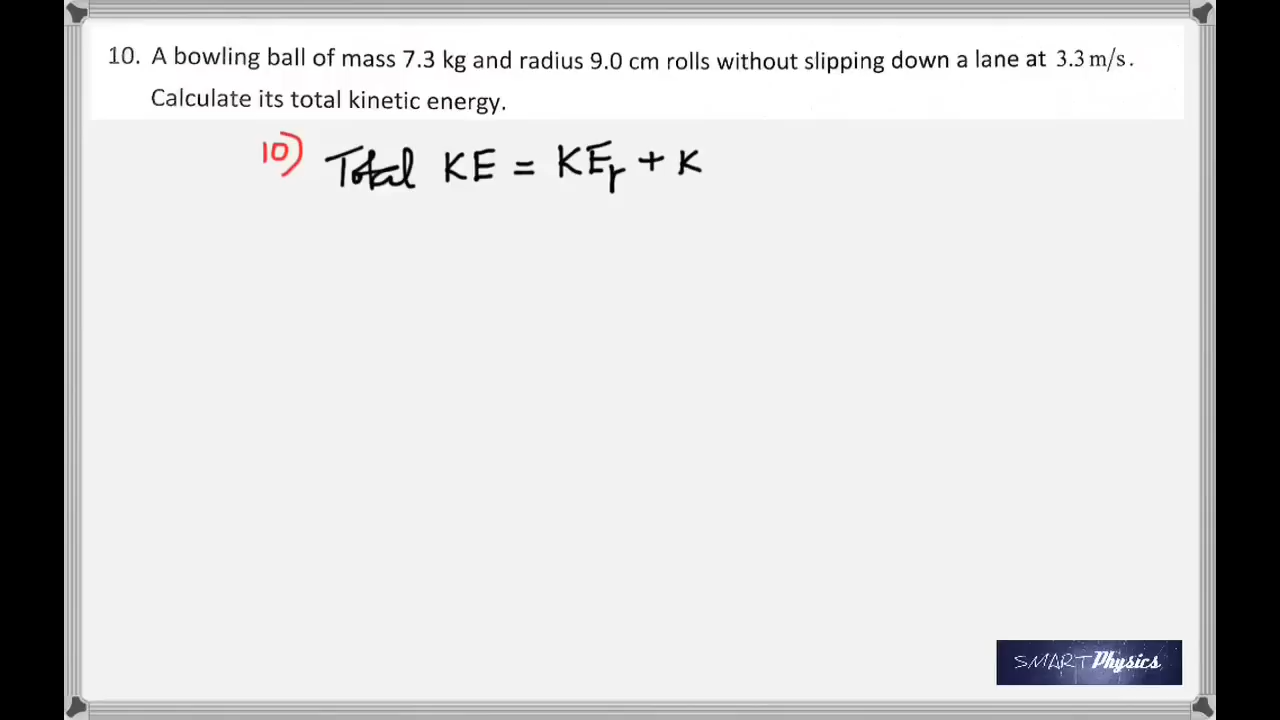 10. A bowling ball of mass 7.3 kg and radius 9.0 cm rolls without slipping down a lane at 3.3 m/s.
Calculate its total kinetic energy.
10) Total KE = KEr + K
SMART Physics